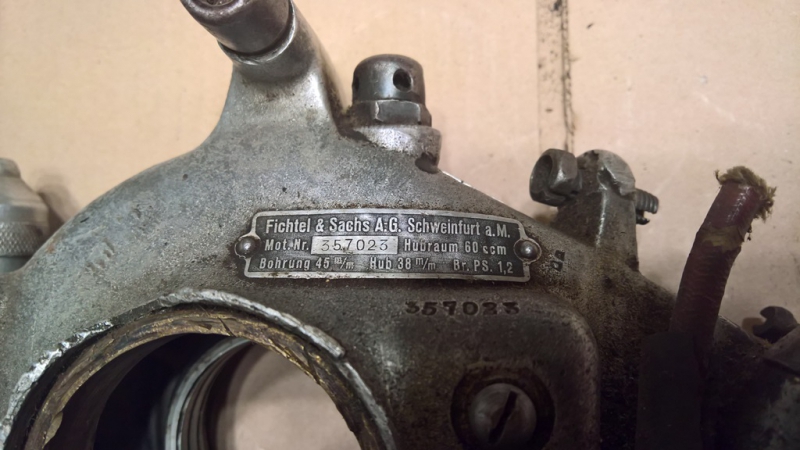 Fichtel & Sachs A.G. Schweinfurt a.M.
Mot. Nr. 357023 Hubraum 60 ccm
Bohrung 45 m/m Hub 38 m/m Br. PS. 1,2
357023